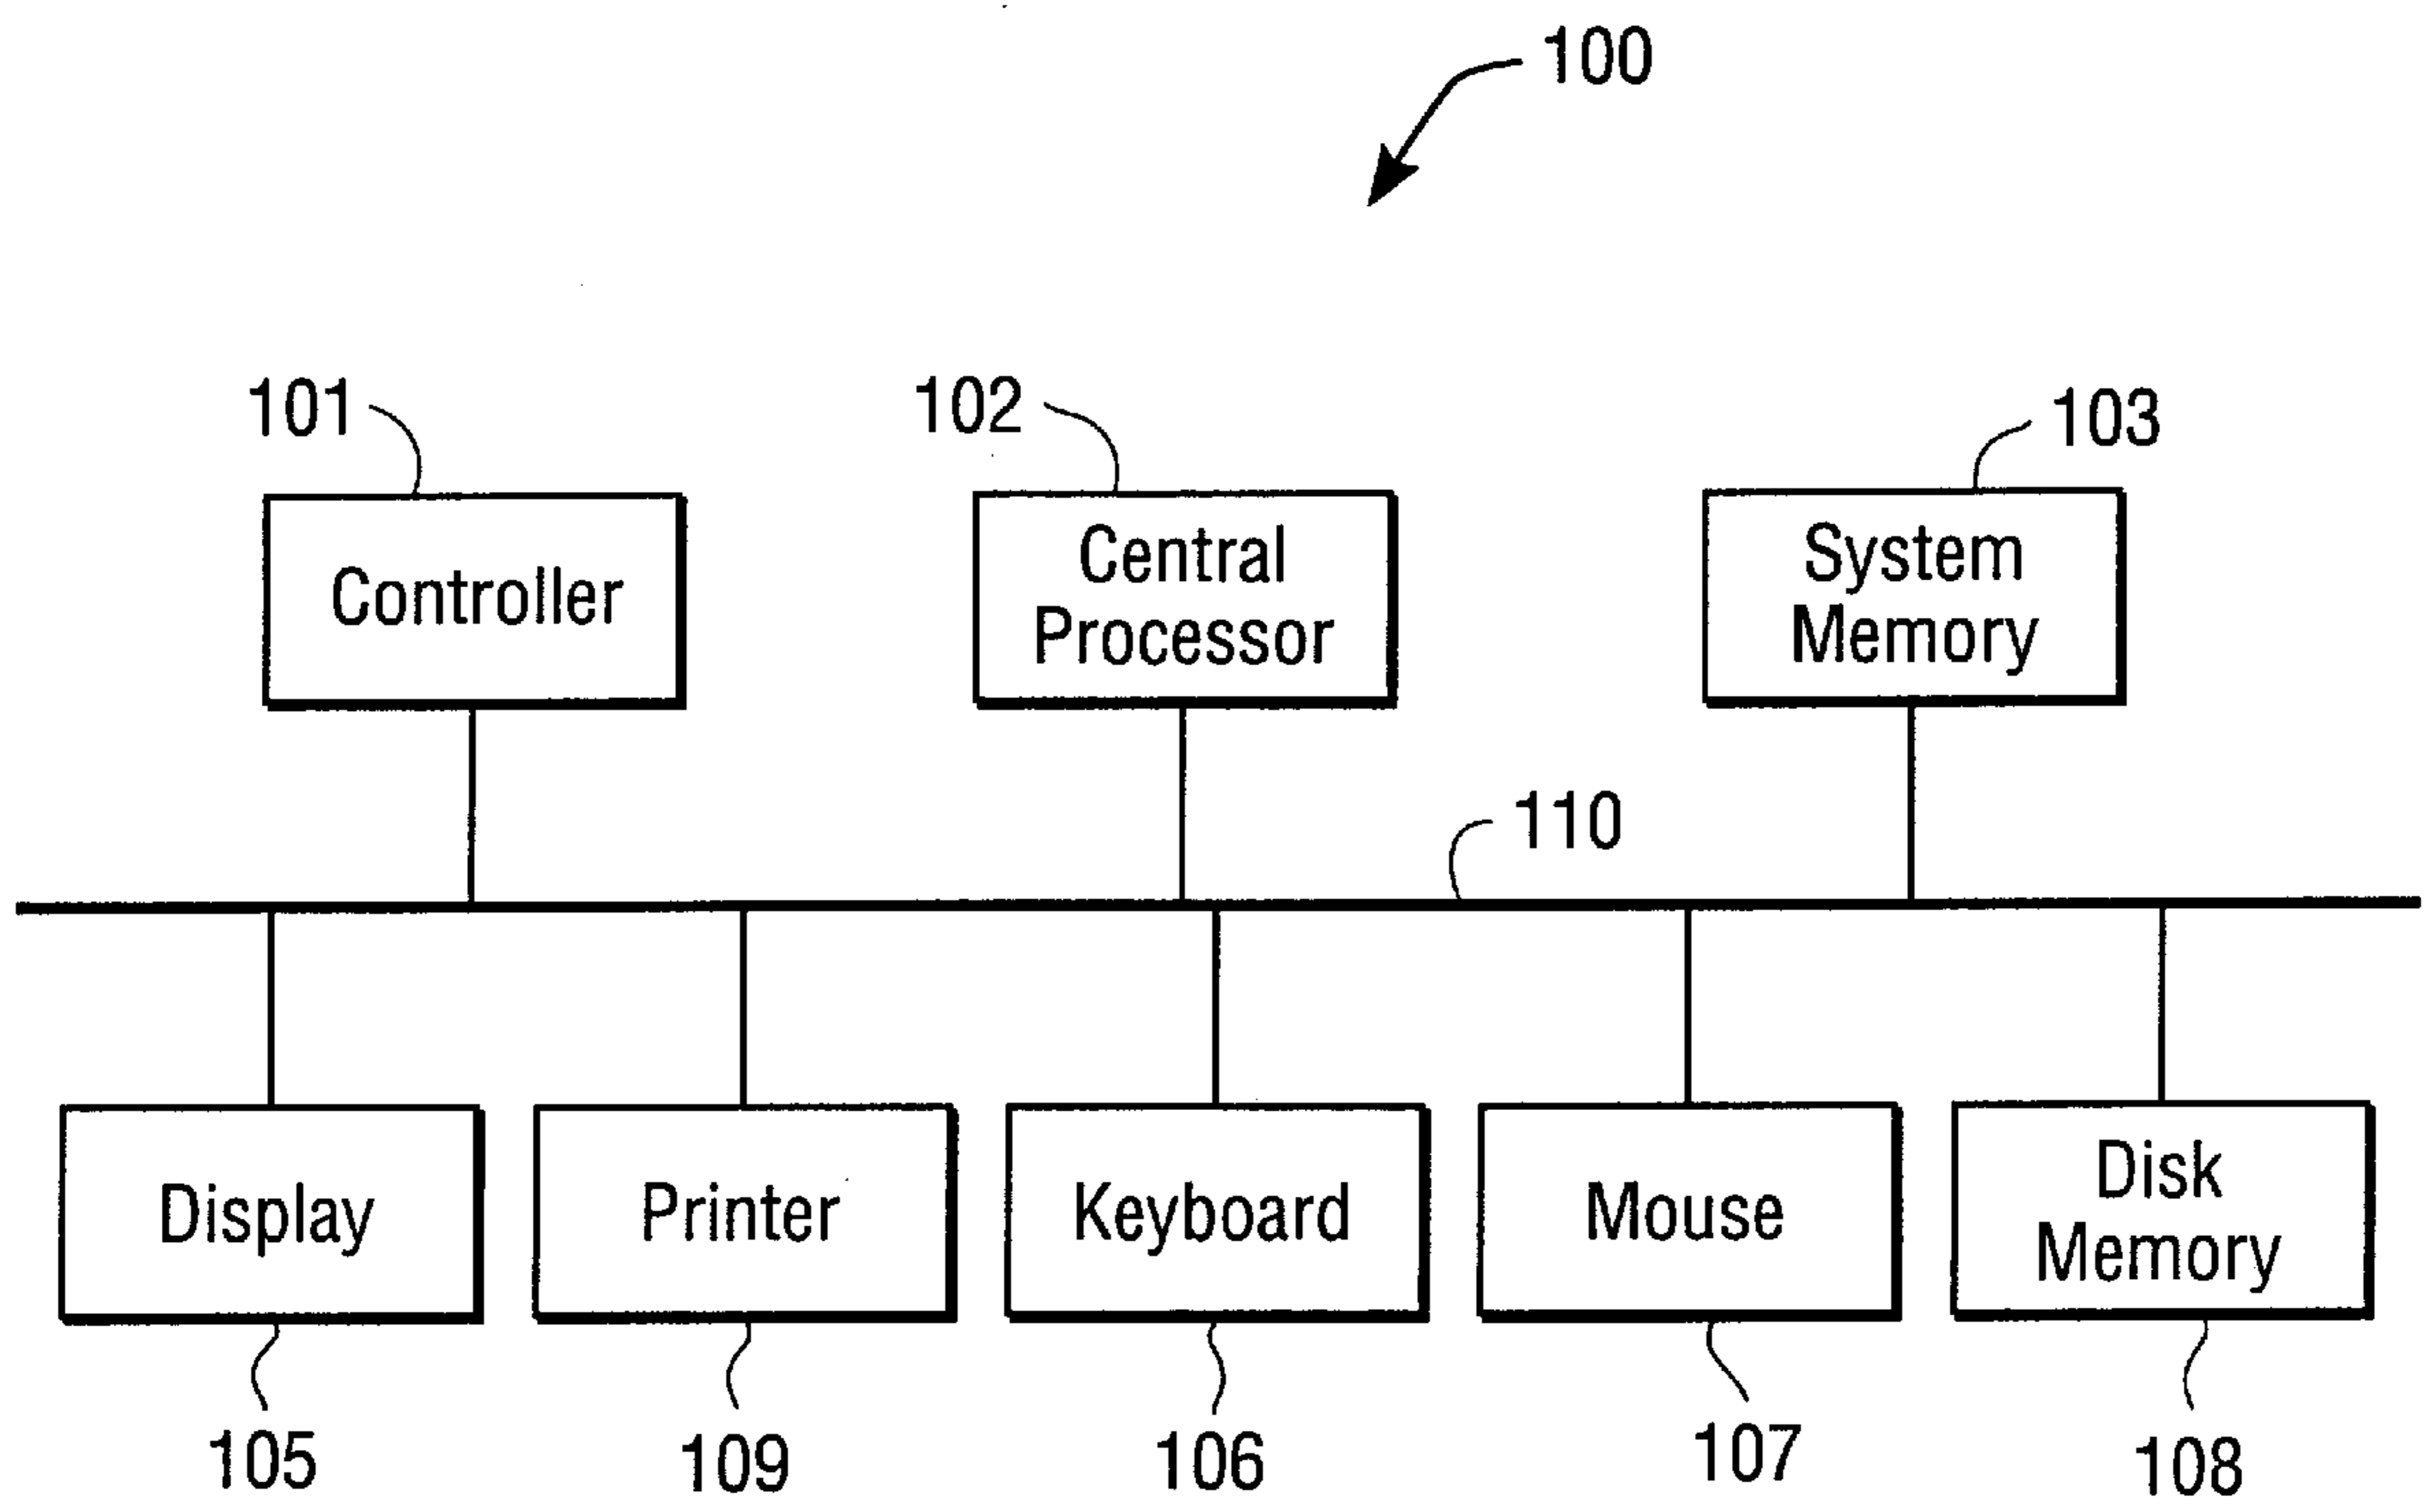 100
101
102
103
Controller
Central
Processor
System
Memory
110
Display
Printer
Keyboard
Mouse
Disk
Memory
105
109
106
107
108